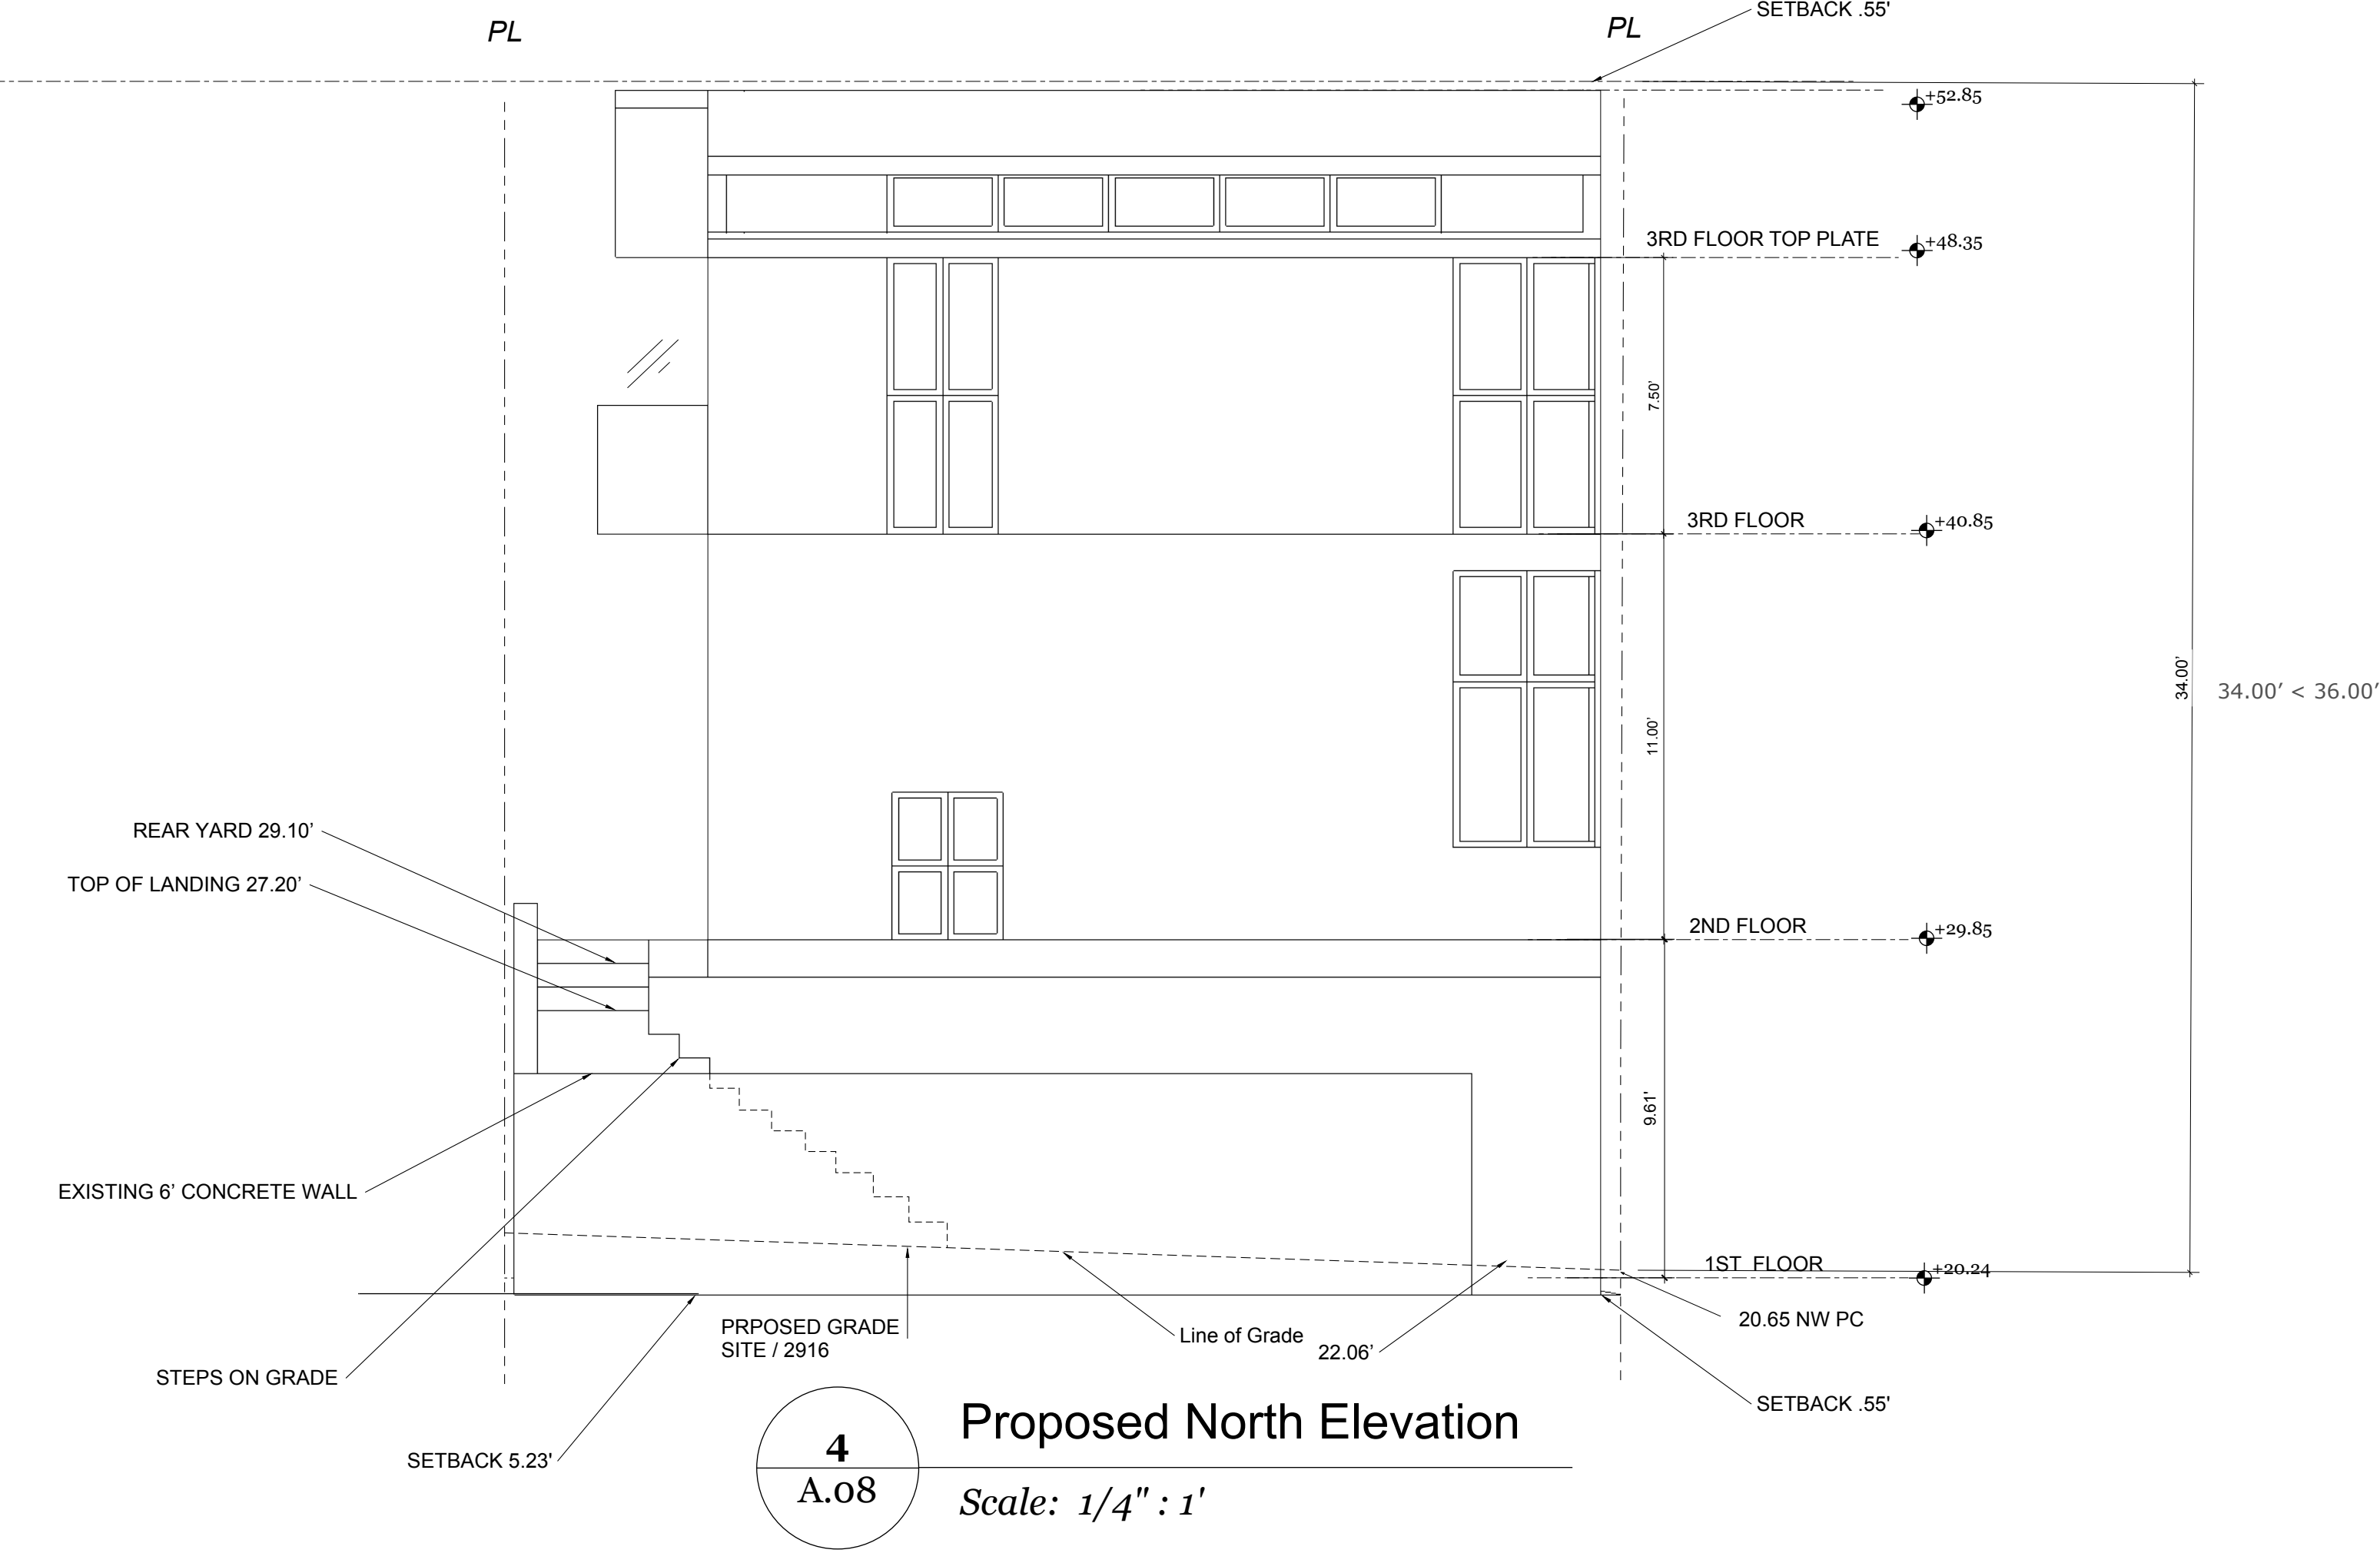 SETBACK .55'
PL
PL
+52.85
3RD FLOOR TOP PLATE
+48.35
7.50'
3RD FLOOR
+40.85
34.00'
34.00' < 36.00'
11.00'
REAR YARD 29.10'
TOP OF LANDING 27.20'
2ND FLOOR
+29.85
9.61'
EXISTING 6' CONCRETE WALL
1ST FLOOR
+20.24
20.65 NW PC
PRPOSED GRADE
SITE / 2916
Line of Grade
22.06'
STEPS ON GRADE
SETBACK .55'
SETBACK 5.23'
4
A.08
Proposed North Elevation
Scale: 1/4" : 1'